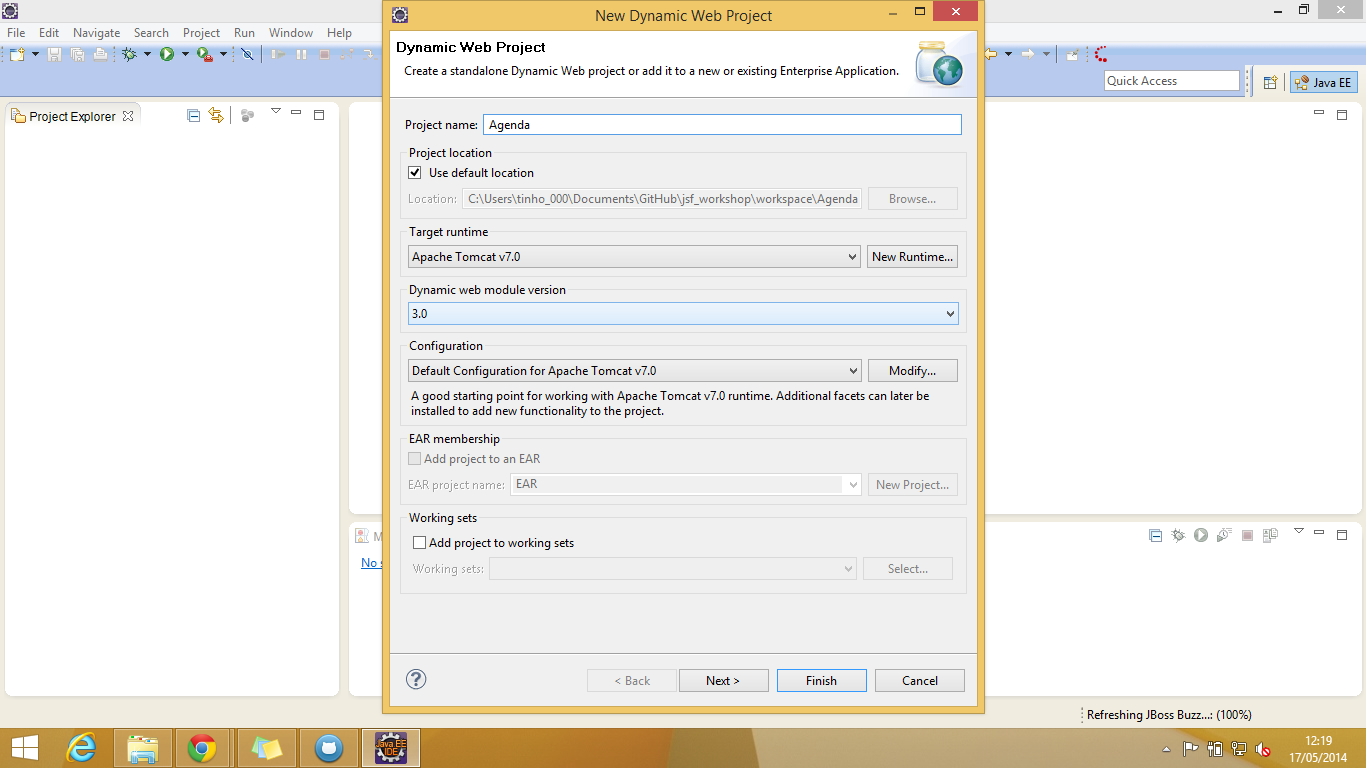 New Dynamic Web Project
File Edit Navigate Search Project Run Window Help
Dynamic Web Project
Create a standalone Dynamic Web project or add it to a new or existing Enterprise Application.
Quick Access
Java EE
Project Explorer
Project name: Agenda
Project location
Use default location
Location: C:\Users\tinho_000\Documents\GitHub\jsf_workshop\workspace\Agenda Browse...
Target runtime
Apache Tomcat v7.0 New Runtime...
Dynamic web module version
3.0
Configuration
Default Configuration for Apache Tomcat v7.0 Modify...
A good starting point for working with Apache Tomcat v7.0 runtime. Additional facets can later be
installed to add new functionality to the project.
EAR membership
Add project to an EAR
EAR project name: EAR New Project...
Working sets
Add project to working sets
Working sets: Select...
No
< Back Next > Finish Cancel
Refreshing JBoss Buzz...: (100%)
Java EE
IDE
12:19
17/05/2014